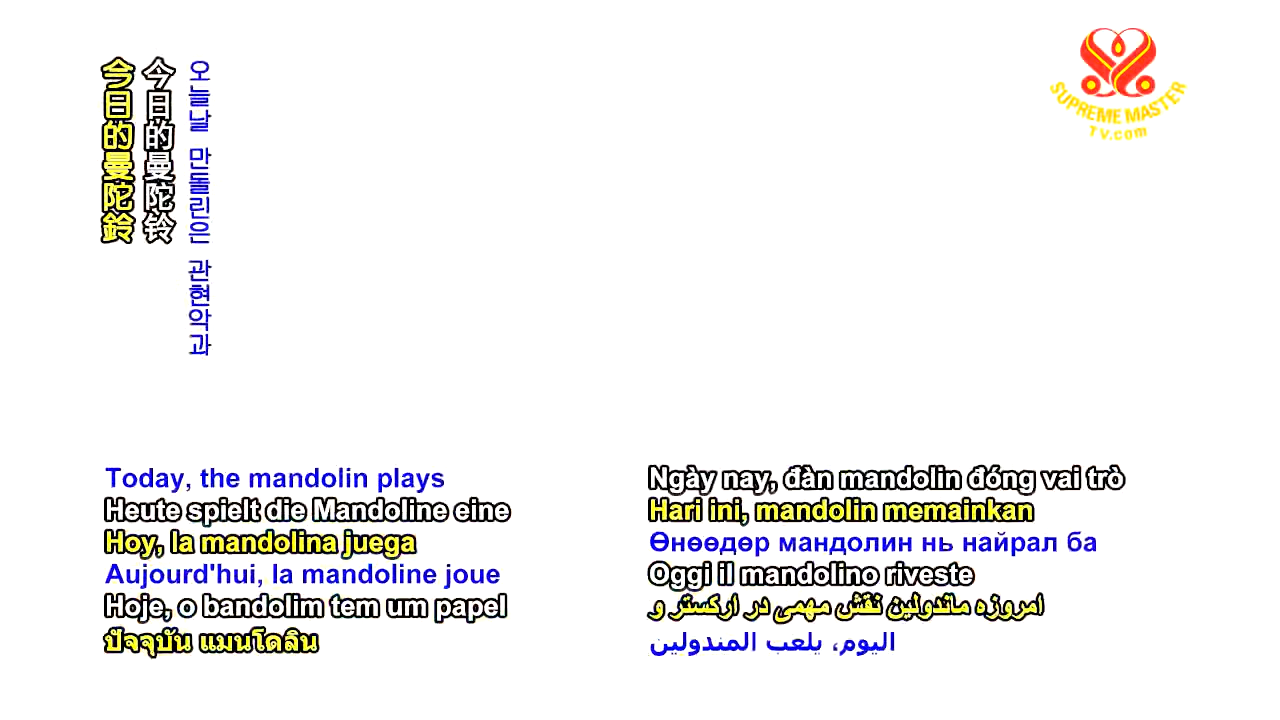 今日的曼陀鈴
今日的曼陀铃
오늘날 만돌린은 관현악과
SUPREME MASTER
TV.com
Today, the mandolin plays
Heute spielt die Mandoline eine
Hoy, la mandolina juega
Aujourd'hui, la mandoline joue
Hoje, o bandolim tem um papel
ปัจจุบัน แมนโดลิน
Ngày nay, đàn mandolin đóng vai trò
Hari ini, mandolin memainkan
Өнөөдөр мандолин нь найрал ба
Oggi il mandolino riveste
امروزه ماندولین نقش مهمی در ارکستر و
اليوم، يلعب المندولين